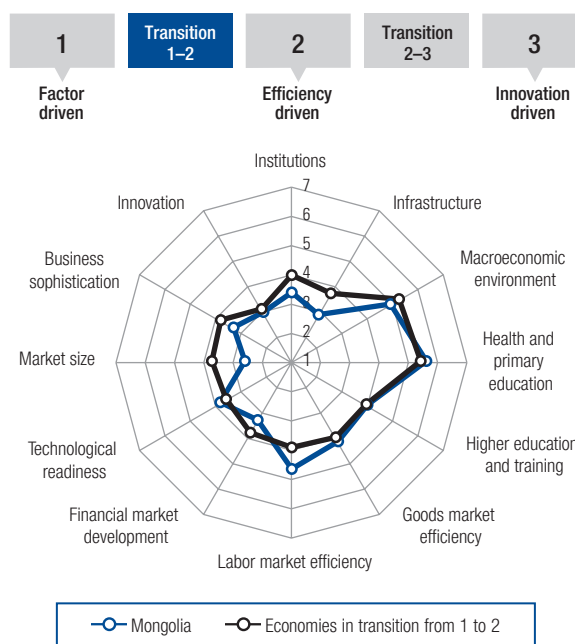 1
Transition
1–2
2
Transition
2–3
3
Factor
driven
Efficiency
driven
Innovation
driven
Institutions
7
6
5
4
3
2
1
Infrastructure
Macroeconomic
environment
Health and
primary
education
Higher education
and training
Goods market
efficiency
Labor market efficiency
Financial market
development
Technological
readiness
Market size
Business
sophistication
Innovation
Mongolia
Economies in transition from 1 to 2